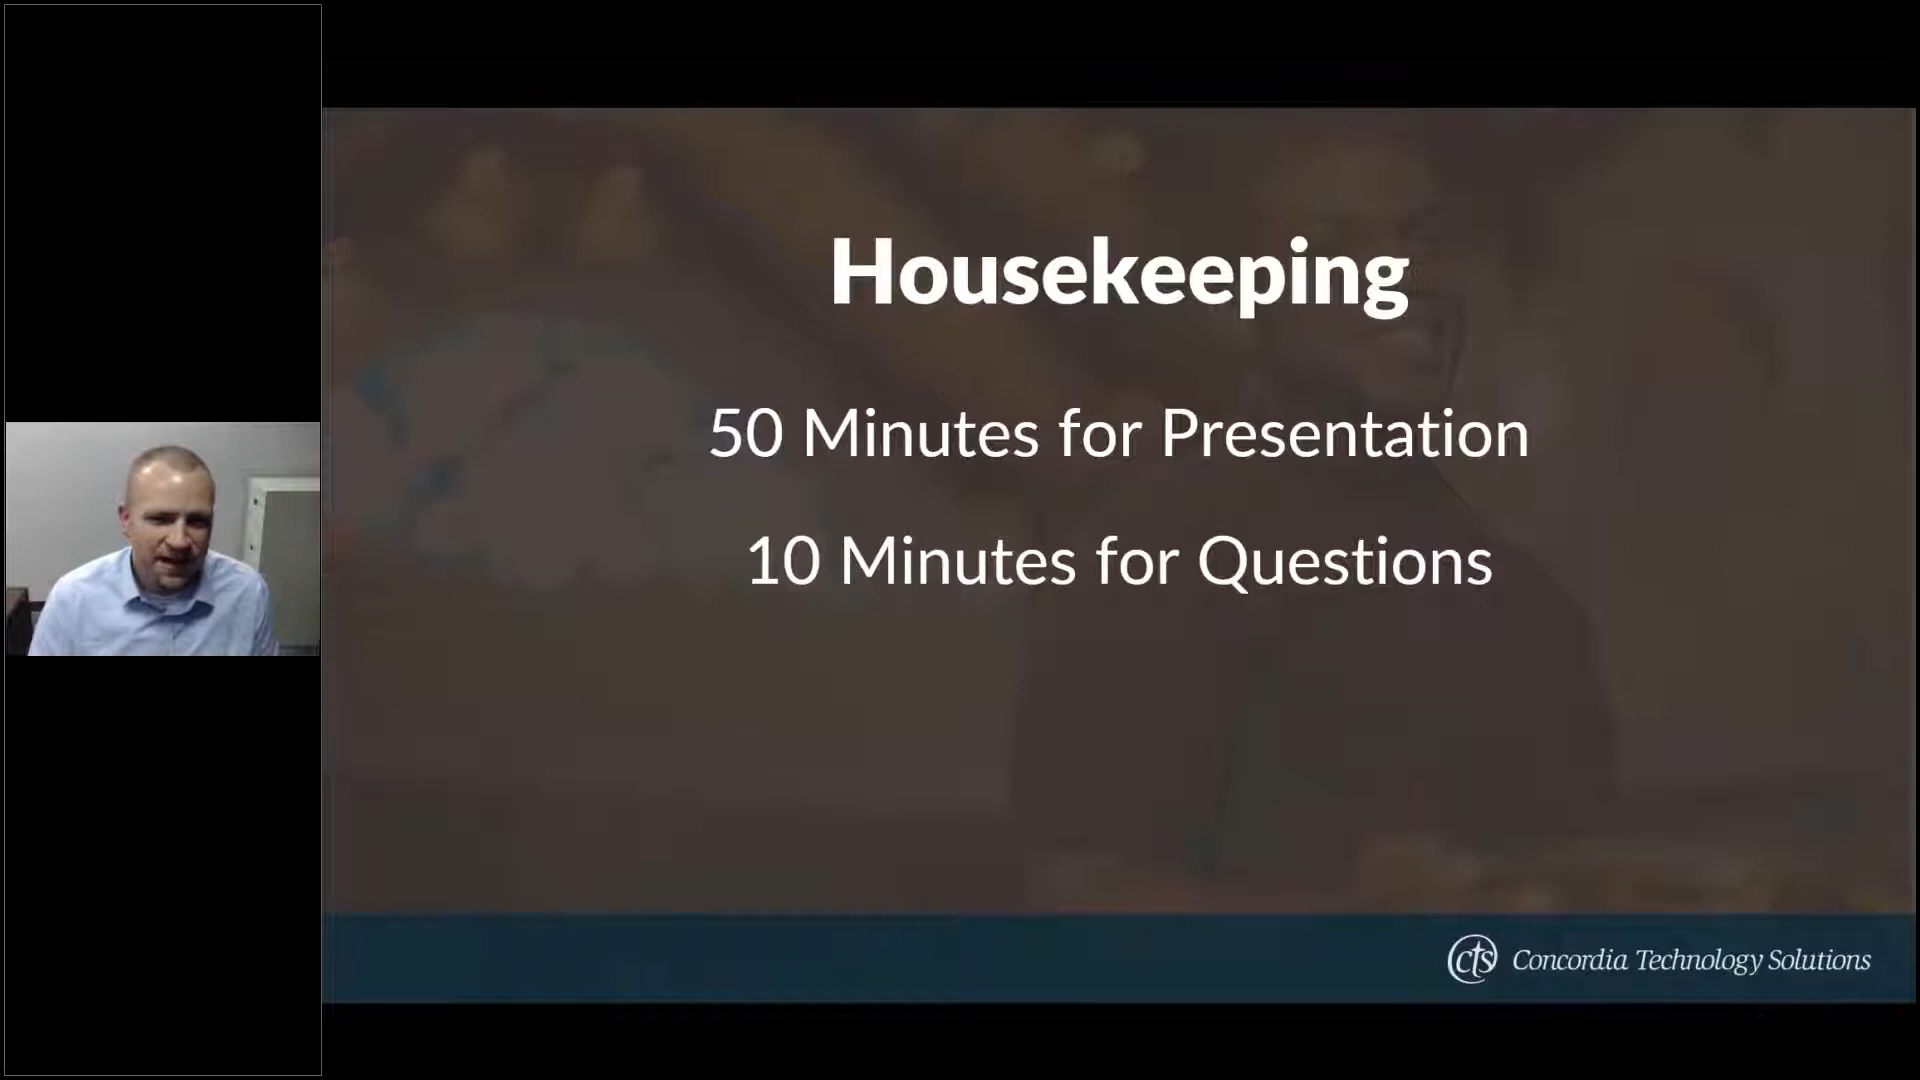 Housekeeping
50 Minutes for Presentation
10 Minutes for Questions
cts Concordia Technology Solutions